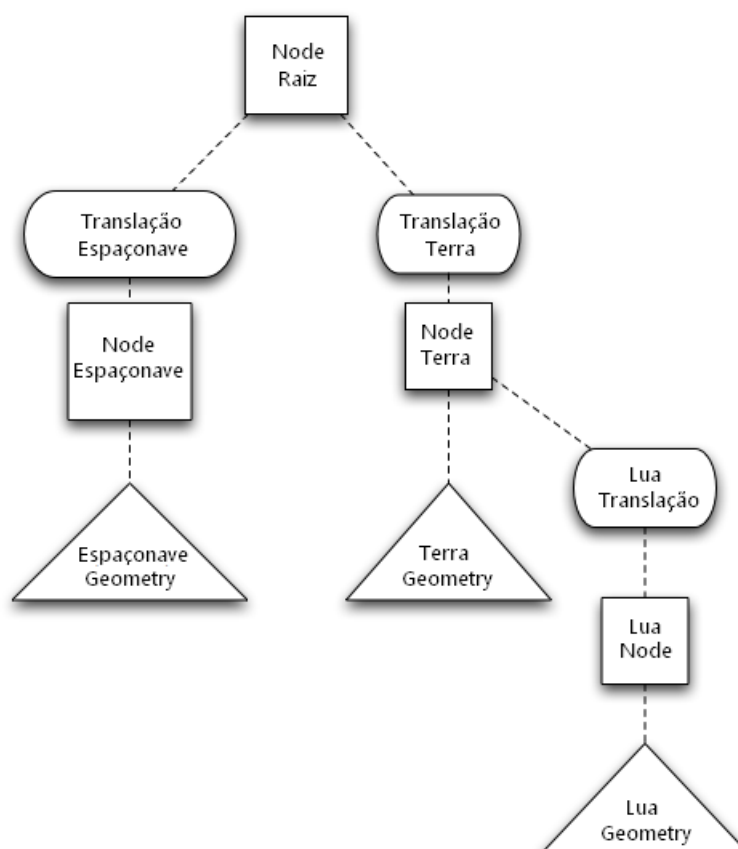 Node
Raiz
Translação
Espaçonave
Translação
Terra
Node
Espaçonave
Node
Terra
Lua
Translação
Espaçonave
Geometry
Terra
Geometry
Lua
Node
Lua
Geometry